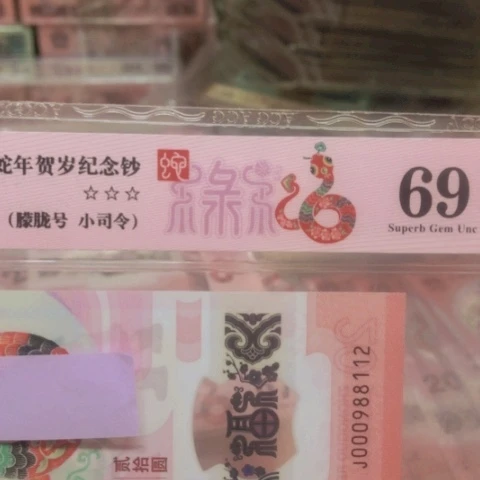 蛇年贺岁纪念钞
☆☆☆
（朦胧号 小司令）
蛇
69
Superb Gem Unc
贰拾圆
J000988112